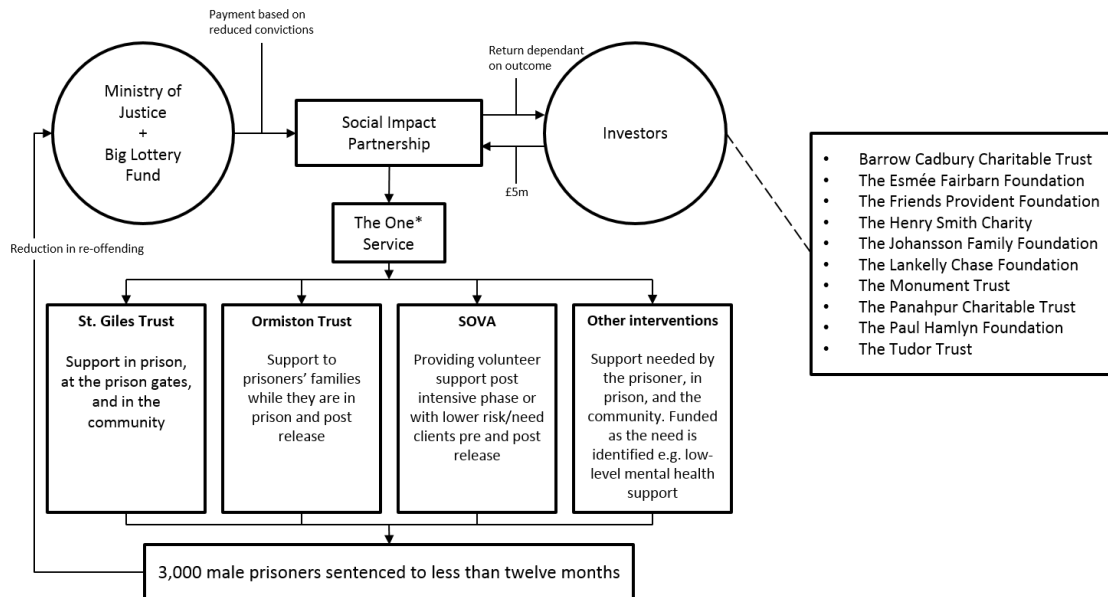 Payment based on
reduced convictions
Ministry of
Justice
+
Big Lottery
Fund
Social Impact
Partnership
Return dependant
on outcome
£5m
Investors
• Barrow Cadbury Charitable Trust
• The Esmée Fairbarn Foundation
• The Friends Provident Foundation
• The Henry Smith Charity
• The Johansson Family Foundation
• The Lankelly Chase Foundation
• The Monument Trust
• The Panahpur Charitable Trust
• The Paul Hamlyn Foundation
• The Tudor Trust
The One*
Service
Reduction in re-offending
St. Giles Trust
Support in prison,
at the prison gates,
and in the
community
Ormiston Trust
Support to
prisoners’ families
while they are in
prison and post
release
SOVA
Providing volunteer
support post
intensive phase or
with lower risk/need
clients pre and post
release
Other interventions
Support needed by
the prisoner, in
prison, and the
community. Funded
as the need is
identified e.g. low-
level mental health
support
3,000 male prisoners sentenced to less than twelve months